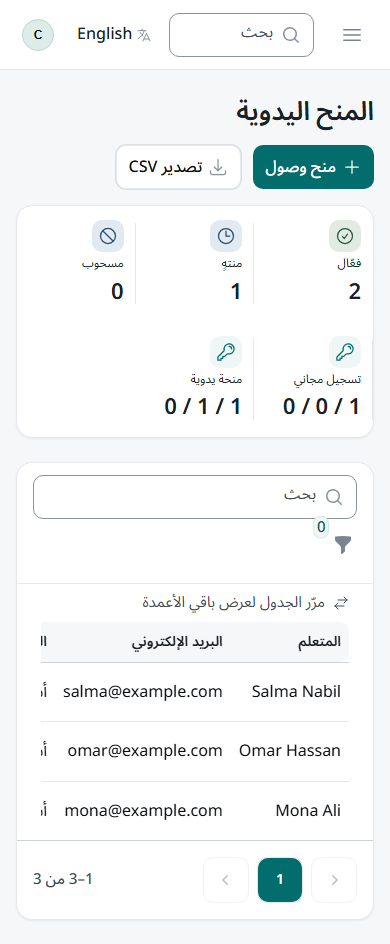 بحث
English
C
المنح اليدوية
منح وصول
تصدير CSV
فعّال
2
منتهٍ
1
مسحوب
0
تسجيل مجاني
0 / 0 / 1
منحة يدوية
0 / 1 / 1
بحث
0
مرّر الجدول لعرض باقي الأعمدة
المتعلم البريد الإلكتروني
Salma Nabil salma@example.com
Omar Hassan omar@example.com
Mona Ali mona@example.com
1
1–3 من 3